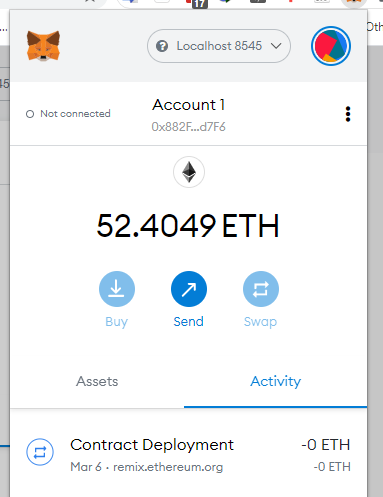 17
Localhost 8545
Not connected
Account 1
0x882F...d7F6
52.4049 ETH
Buy
Send
Swap
Assets
Activity
Contract Deployment
-0 ETH
Mar 6 · remix.ethereum.org
-0 ETH